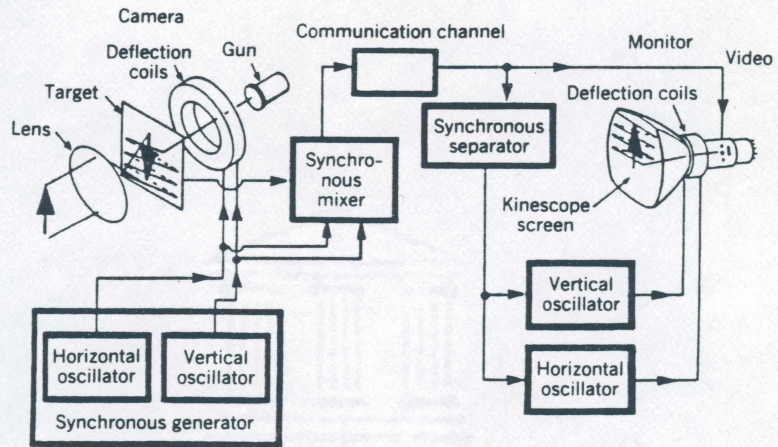 Camera
Deflection
coils
Gun
Target
Lens
Communication channel
Monitor
Video
Deflection coils
Synchronous
separator
Synchro-
nous
mixer
Kinescope
screen
Vertical
oscillator
Horizontal
oscillator
Horizontal
oscillator
Vertical
oscillator
Synchronous generator